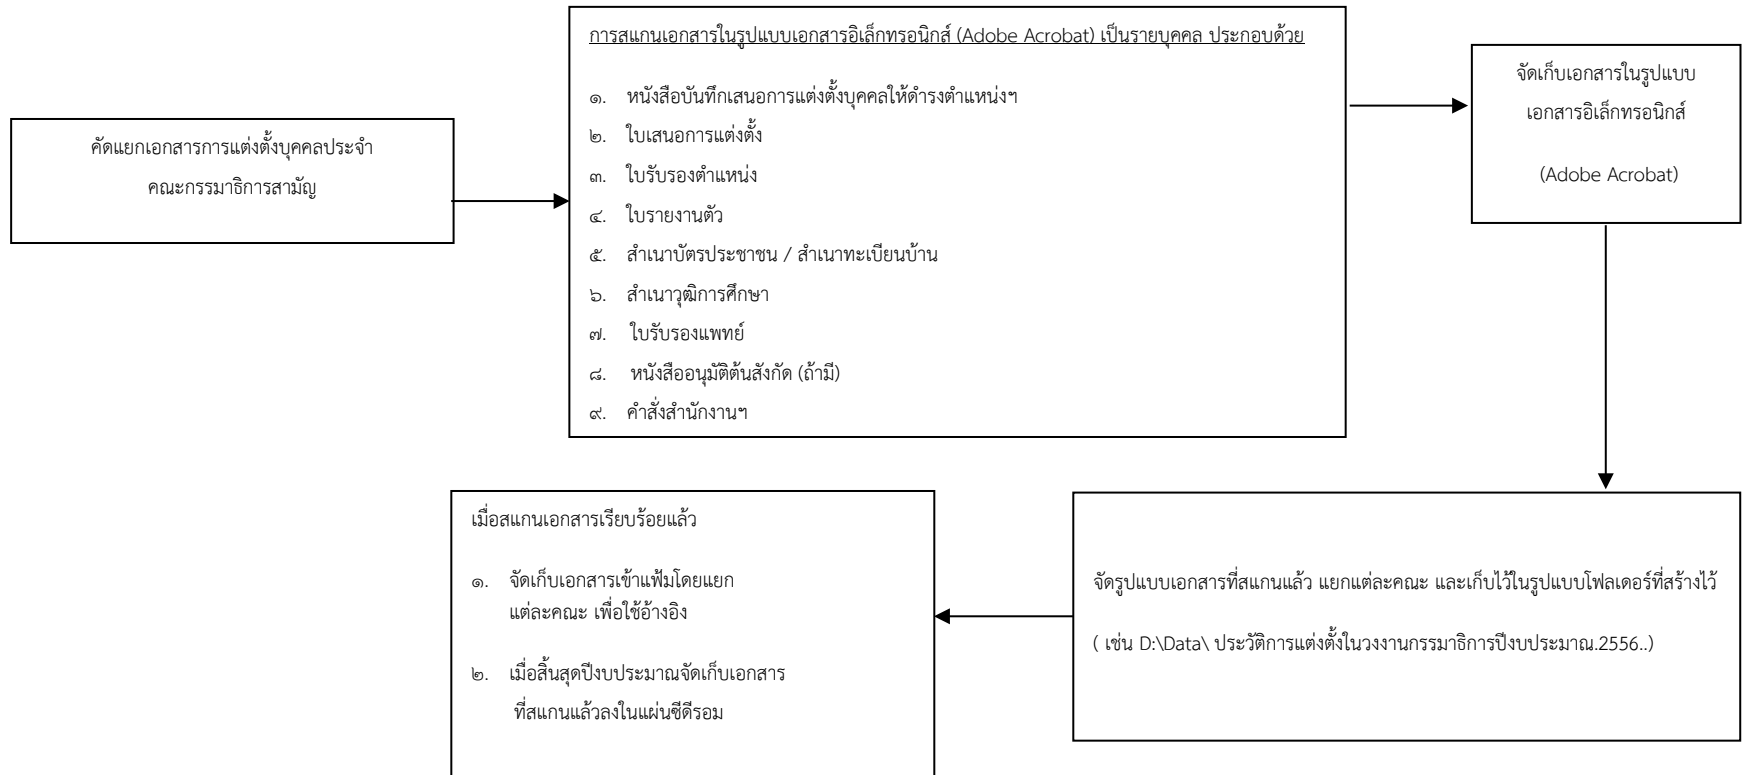 คัดแยกเอกสารการแต่งตั้งบุคคลประจำ
คณะกรรมาธิการสามัญ
การสแกนเอกสารในรูปแบบเอกสารอิเล็กทรอนิกส์ (Adobe Acrobat) เป็นรายบุคคล ประกอบด้วย
๑. หนังสือบันทึกเสนอการแต่งตั้งบุคคลให้ดำรงตำแหน่งฯ
๒. ใบเสนอการแต่งตั้ง
๓. ใบรับรองตำแหน่ง
๔. ใบรายงานตัว
๕. สำเนาบัตรประชาชน / สำเนาทะเบียนบ้าน
๖. สำเนาวุฒิการศึกษา
๗. ใบรับรองแพทย์
๘. หนังสืออนุมัติต้นสังกัด (ถ้ามี)
๙. คำสั่งสำนักงานฯ
จัดเก็บเอกสารในรูปแบบ
เอกสารอิเล็กทรอนิกส์
(Adobe Acrobat)
จัดรูปแบบเอกสารที่สแกนแล้ว แยกแต่ละคณะ และเก็บไว้ในรูปแบบโฟลเดอร์ที่สร้างไว้
( เช่น D:\Data\ ประวัติการแต่งตั้งในวงงานกรรมาธิการปีงบประมาณ.2556..)
เมื่อสแกนเอกสารเรียบร้อยแล้ว
๑. จัดเก็บเอกสารเข้าแฟ้มโดยแยก
แต่ละคณะ เพื่อใช้อ้างอิง
๒. เมื่อสิ้นสุดปีงบประมาณจัดเก็บเอกสาร
ที่สแกนแล้วลงในแผ่นซีดีรอม